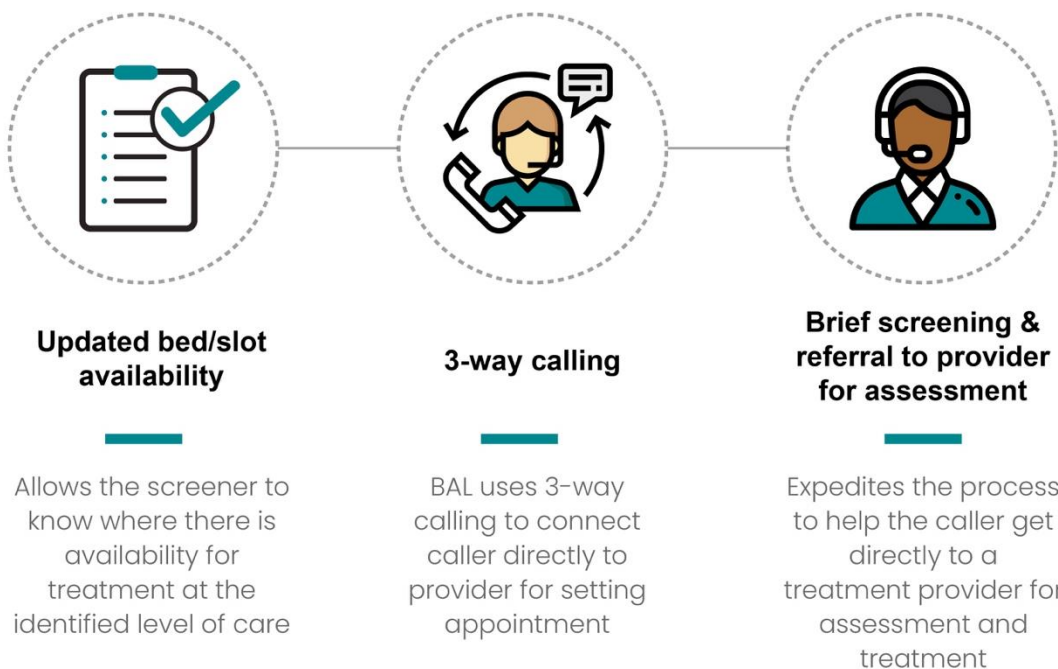 Updated bed/slot
availability
Allows the screener to
know where there is
availability for
treatment at the
identified level of care
3-way calling
BAL uses 3-way
calling to connect
caller directly to
provider for setting
appointment
Brief screening &
referral to provider
for assessment
Expedites the process
to help the caller get
directly to a
treatment provider for
assessment and
treatment